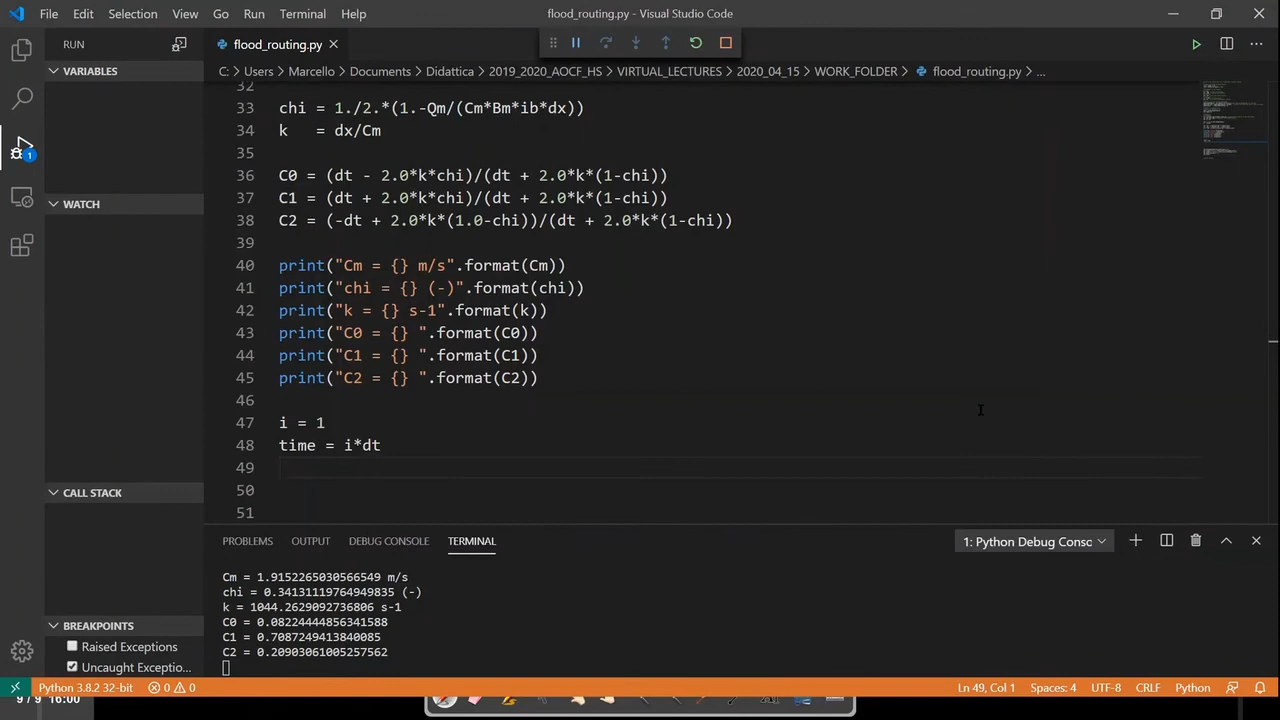 File Edit Selection View Go Run Terminal Help
flood_routing.py - Visual Studio Code
RUN
flood_routing.py
VARIABLES
C: > Users > Marcello > Documents > Didattica > 2019_2020_AOCF_HS > VIRTUAL_LECTURES > 2020_04_15 > WORK_FOLDER > flood_routing.py > ...
32
33 chi = 1./2.*(1.-Qm/(Cm*Bm*ib*dx))
34 k   = dx/Cm
35
36 C0 = (dt - 2.0*k*chi)/(dt + 2.0*k*(1-chi))
37 C1 = (dt + 2.0*k*chi)/(dt + 2.0*k*(1-chi))
38 C2 = (-dt + 2.0*k*(1.0-chi))/(dt + 2.0*k*(1-chi))
39
40 print("Cm = {} m/s".format(Cm))
41 print("chi = {} (-)".format(chi))
42 print("k = {} s-1".format(k))
43 print("C0 = {} ".format(C0))
44 print("C1 = {} ".format(C1))
45 print("C2 = {} ".format(C2))
46
47 i = 1
48 time = i*dt
49
50
51
WATCH
CALL STACK
BREAKPOINTS
Raised Exceptions
Uncaught Exceptio...
1
PROBLEMS OUTPUT DEBUG CONSOLE TERMINAL
1: Python Debug Consc
Cm = 1.9152265030566549 m/s
chi = 0.34131119764949835 (-)
k = 1044.2629092736806 s-1
C0 = 0.08224444856341588
C1 = 0.7087249413840085
C2 = 0.20903061005257562
Python 3.8.2 32-bit 0 0
Ln 49, Col 1 Spaces: 4 UTF-8 CRLF Python
9 / 9 16:00